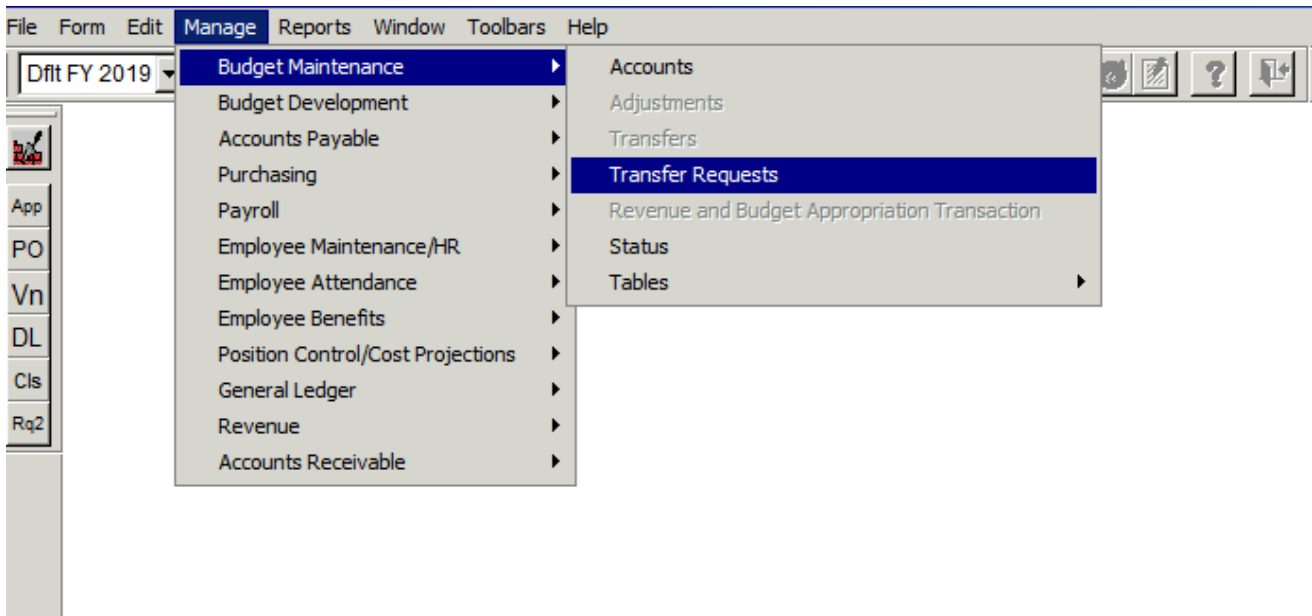 File Form Edit Manage Reports Window Toolbars Help
Dflt FY 2019
Budget Maintenance
Budget Development
Accounts Payable
Purchasing
Payroll
Employee Maintenance/HR
Employee Attendance
Employee Benefits
Position Control/Cost Projections
General Ledger
Revenue
Accounts Receivable
Accounts
Adjustments
Transfers
Transfer Requests
Revenue and Budget Appropriation Transaction
Status
Tables
?
App
PO
Vn
DL
Cls
Rq2